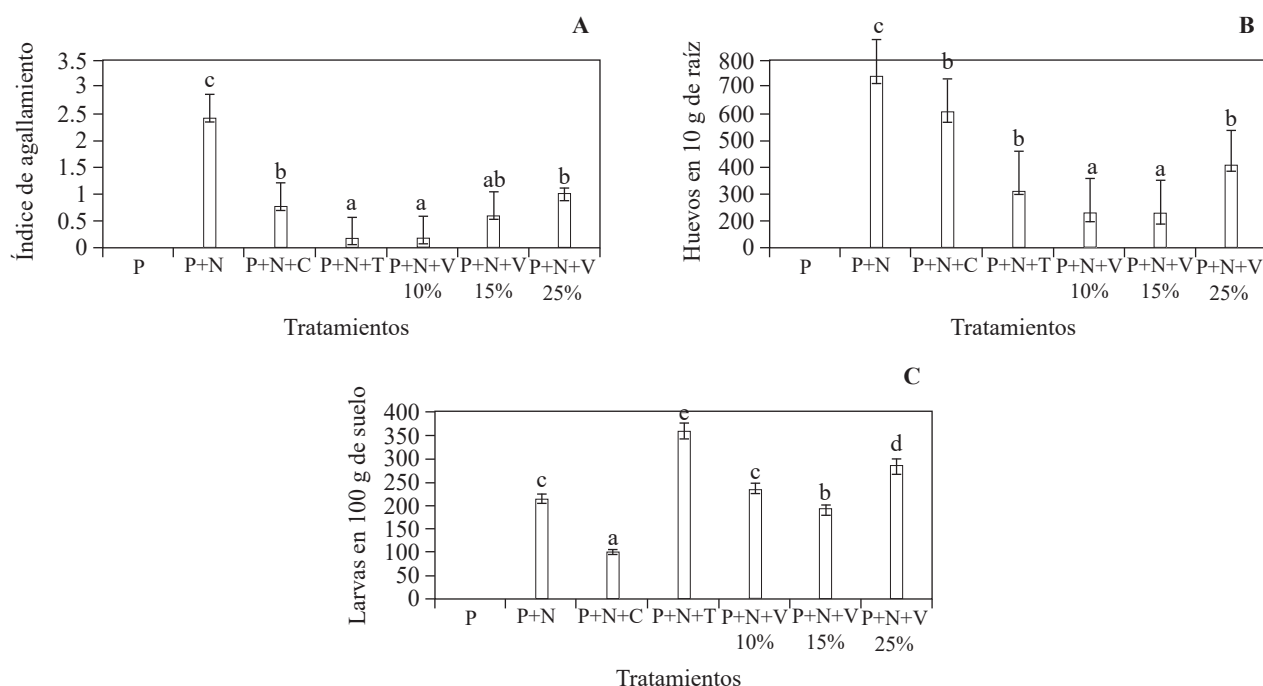 A
Índice de agallamiento
3.5
3
2.5
2
1.5
1
0.5
0
c
b
a
a
ab
b
P P+N P+N+C P+N+T P+N+V P+N+V P+N+V
10% 15% 25%
Tratamientos
B
Huevos en 10 g de raíz
800
700
600
500
400
300
200
0
c
b
b
a
a
b
P P+N P+N+C P+N+T P+N+V P+N+V P+N+V
10% 15% 25%
Tratamientos
C
Larvas en 100 g de suelo
400
350
300
250
200
150
100
50
0
c
a
e
c
b
d
P P+N P+N+C P+N+T P+N+V P+N+V P+N+V
10% 15% 25%
Tratamientos